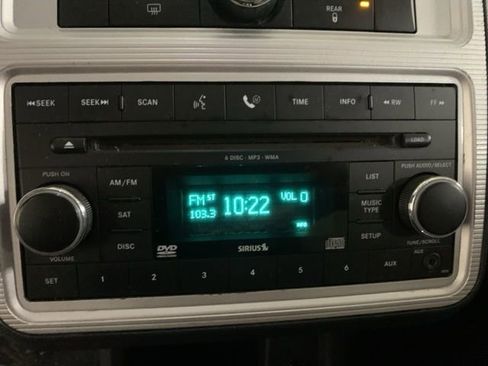 REAR
SEEK SEEK SCAN TIME INFO RW FF
LOAD
6 DISC MP3 WMA
PUSH ON AM/FM LIST PUSH AUDIO/SELECT
FM ST 103.3 10:22 VOL 0
SAT MUSIC TYPE
DISC SETUP
VOLUME DVD SIRIUS TUNE/SCROLL
AUX
SET 1 2 3 4 5 6 AUX